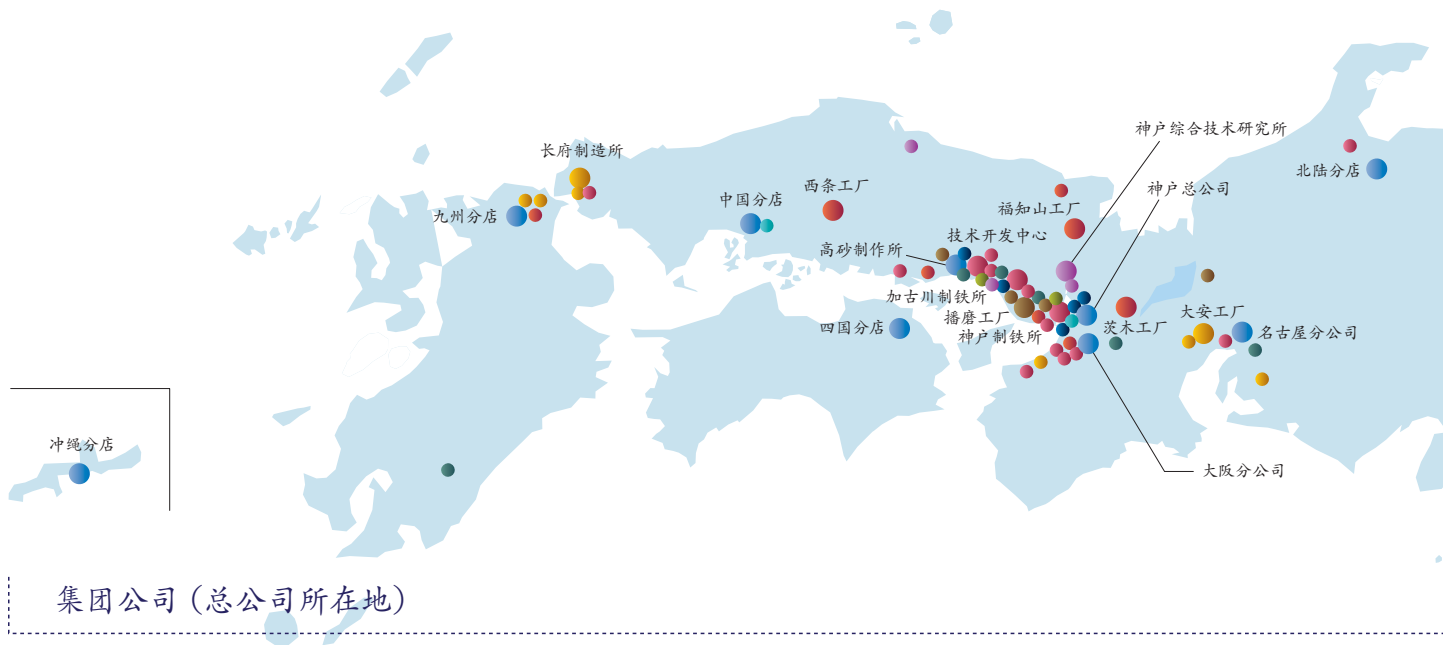 神户综合技术研究所
长府制造所
北陆分店
西条工厂
神户总公司
中国分店
福知山工厂
九州分店
技术开发中心
高砂制作所
加古川制铁所
大安工厂
播磨工厂
四国分店
茨木工厂
名古屋分公司
神户制铁所
冲绳分店
大阪分公司
集团公司 (总公司所在地)